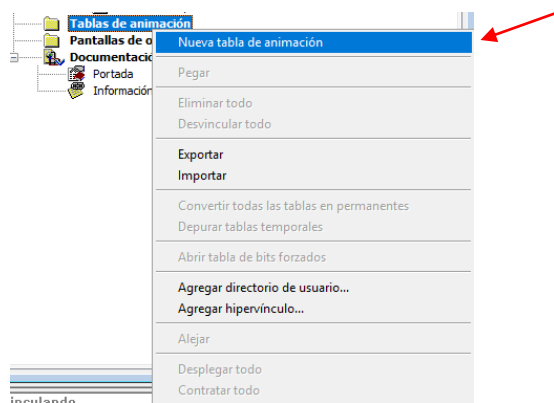 Tablas de animación
Pantallas de o
Documentació
Portada
Información
Nueva tabla de animación
Pegar
Eliminar todo
Desvincular todo
Exportar
Importar
Convertir todas las tablas en permanentes
Depurar tablas temporales
Abrir tabla de bits forzados
Agregar directorio de usuario...
Agregar hipervínculo...
Alejar
Desplegar todo
Contratar todo
inculando